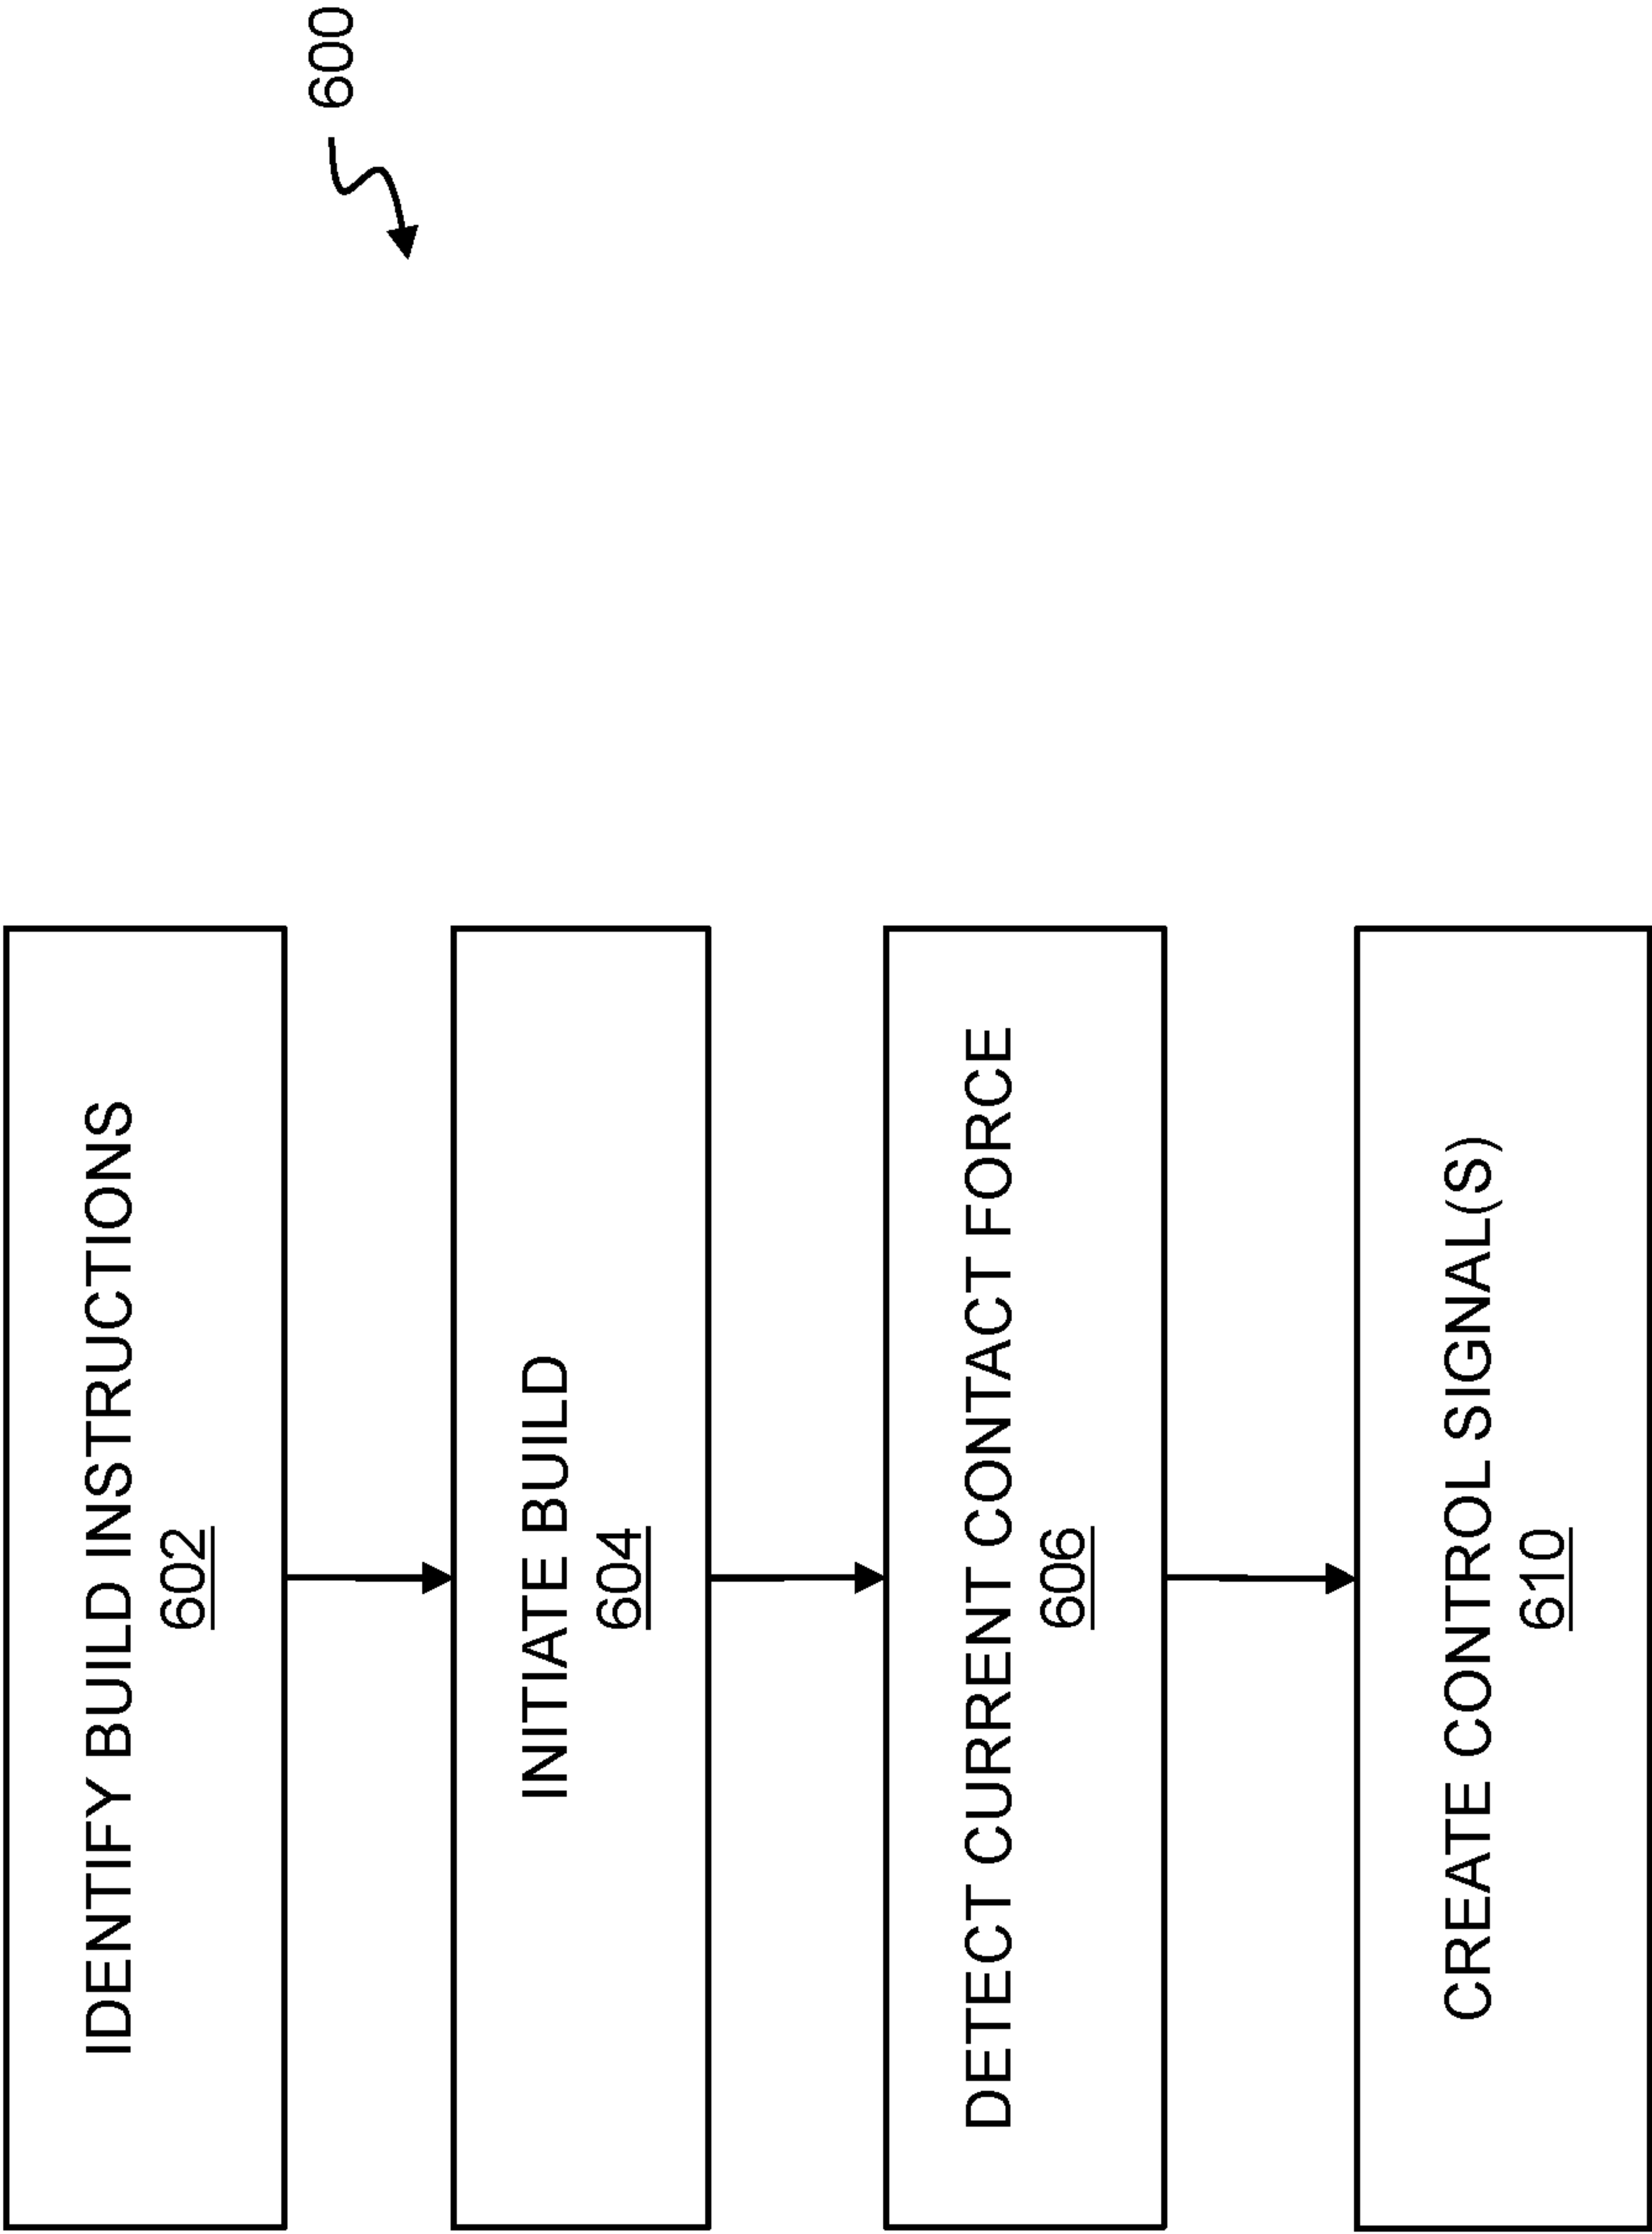 600
IDENTIFY BUILD INSTRUCTIONS
602
INITIATE BUILD
604
DETECT CURRENT CONTACT FORCE
606
CREATE CONTROL SIGNAL(S)
610